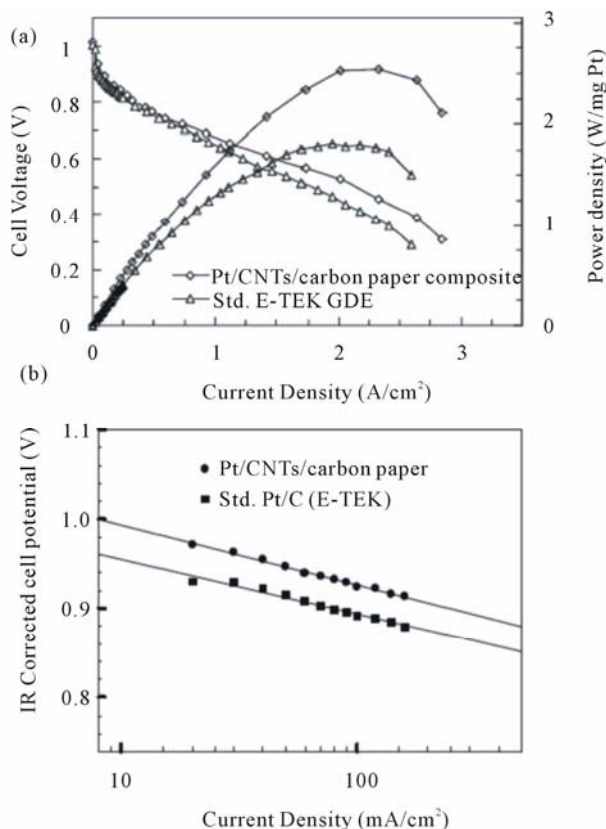 (a)
1
0.8
0.6
0.4
0.2
0
Cell Voltage (V)
3
2
1
0
Power density (W/mg Pt)
Pt/CNTs/carbon paper composite
Std. E-TEK GDE
0 1 2 3
Current Density (A/cm²)
(b)
1.1
1.0
0.9
0.8
IR Corrected cell potential (V)
Pt/CNTs/carbon paper
Std. Pt/C (E-TEK)
10 100
Current Density (mA/cm²)